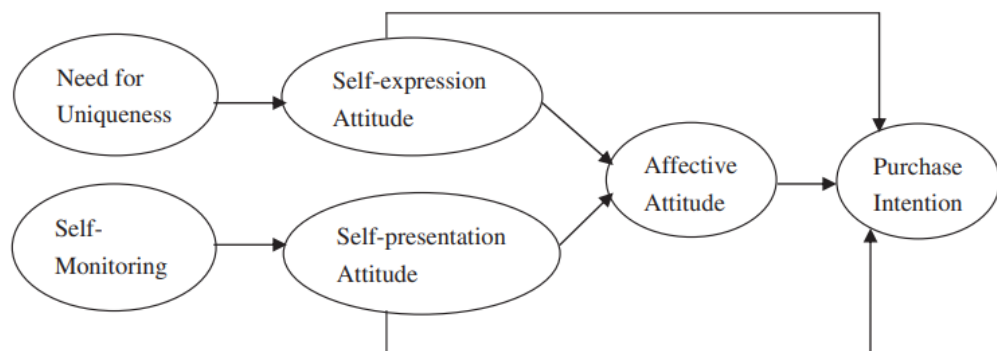 Need for
Uniqueness
Self-expression
Attitude
Affective
Attitude
Purchase
Intention
Self-
Monitoring
Self-presentation
Attitude